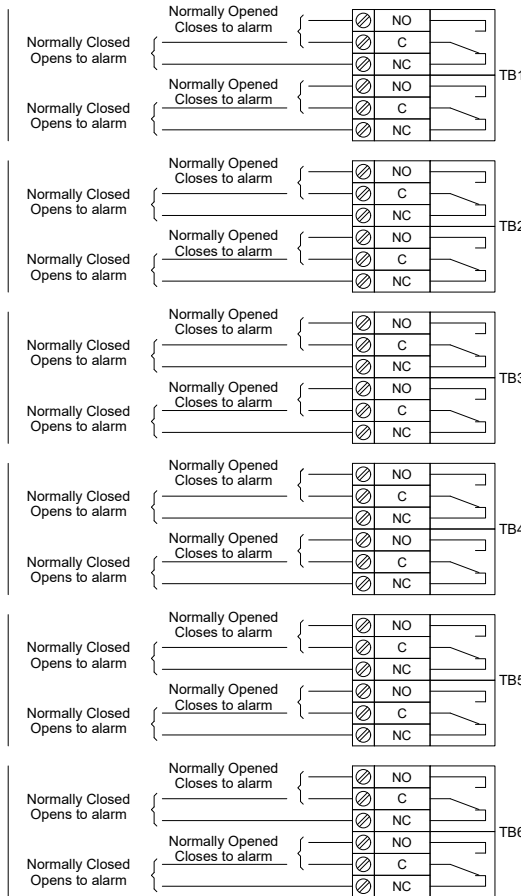 Normally Opened
Closes to alarm
NO
Normally Closed
Opens to alarm
C
NC
TB1
Normally Opened
Closes to alarm
NO
Normally Closed
Opens to alarm
C
NC
Normally Opened
Closes to alarm
NO
Normally Closed
Opens to alarm
C
NC
TB2
Normally Opened
Closes to alarm
NO
Normally Closed
Opens to alarm
C
NC
Normally Opened
Closes to alarm
NO
Normally Closed
Opens to alarm
C
NC
TB3
Normally Opened
Closes to alarm
NO
Normally Closed
Opens to alarm
C
NC
Normally Opened
Closes to alarm
NO
Normally Closed
Opens to alarm
C
NC
TB4
Normally Opened
Closes to alarm
NO
Normally Closed
Opens to alarm
C
NC
Normally Opened
Closes to alarm
NO
Normally Closed
Opens to alarm
C
NC
TB5
Normally Opened
Closes to alarm
NO
Normally Closed
Opens to alarm
C
NC
Normally Opened
Closes to alarm
NO
Normally Closed
Opens to alarm
C
NC
TB6
Normally Opened
Closes to alarm
NO
Normally Closed
Opens to alarm
C
NC